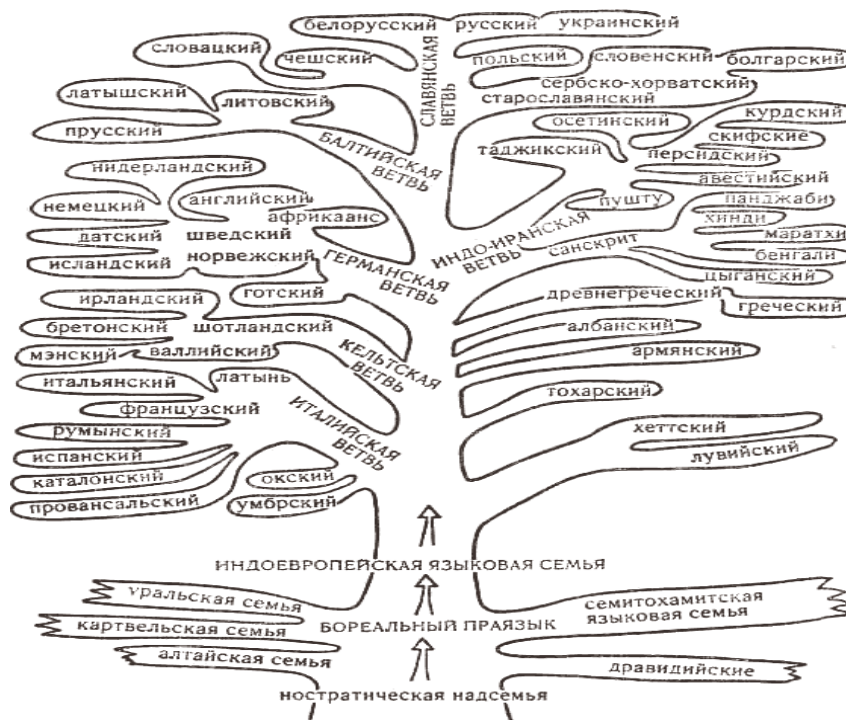 белорусский
русский
украинский
словацкий
чешский
польский
словенский
болгарский
СЛАВЯНСКАЯ
ВЕТВЬ
сербско-хорватский
старославянский
латышский
литовский
прусский
БАЛТИЙСКАЯ
ВЕТВЬ
осетинский
курдский
скифские
таджикский
персидский
авестийский
нидерландский
немецкий
английский
африкаанс
датский
шведский
исландский
норвежский
готский
ГЕРМАНСКАЯ
ВЕТВЬ
ИНДО-ИРАНСКАЯ
ВЕТВЬ
пушту
санскрит
панджаби
хинди
маратхи
бенгали
цыганский
древнегреческий
греческий
ирландский
бретонский
шотландский
мэнский
валлийский
КЕЛЬТСКАЯ
ВЕТВЬ
албанский
армянский
тохарский
итальянский
латынь
французский
румынский
испанский
каталонский
провансальский
ИТАЛИЙСКАЯ
ВЕТВЬ
окский
умбрский
хеттский
лувийский
ИНДОЕВРОПЕЙСКАЯ ЯЗЫКОВАЯ СЕМЬЯ
уральская семья
картвельская семья
алтайская семья
БОРЕАЛЬНЫЙ ПРАЯЗЫК
семитохамитская
языковая семья
дравидийские
ностратическая надсемья